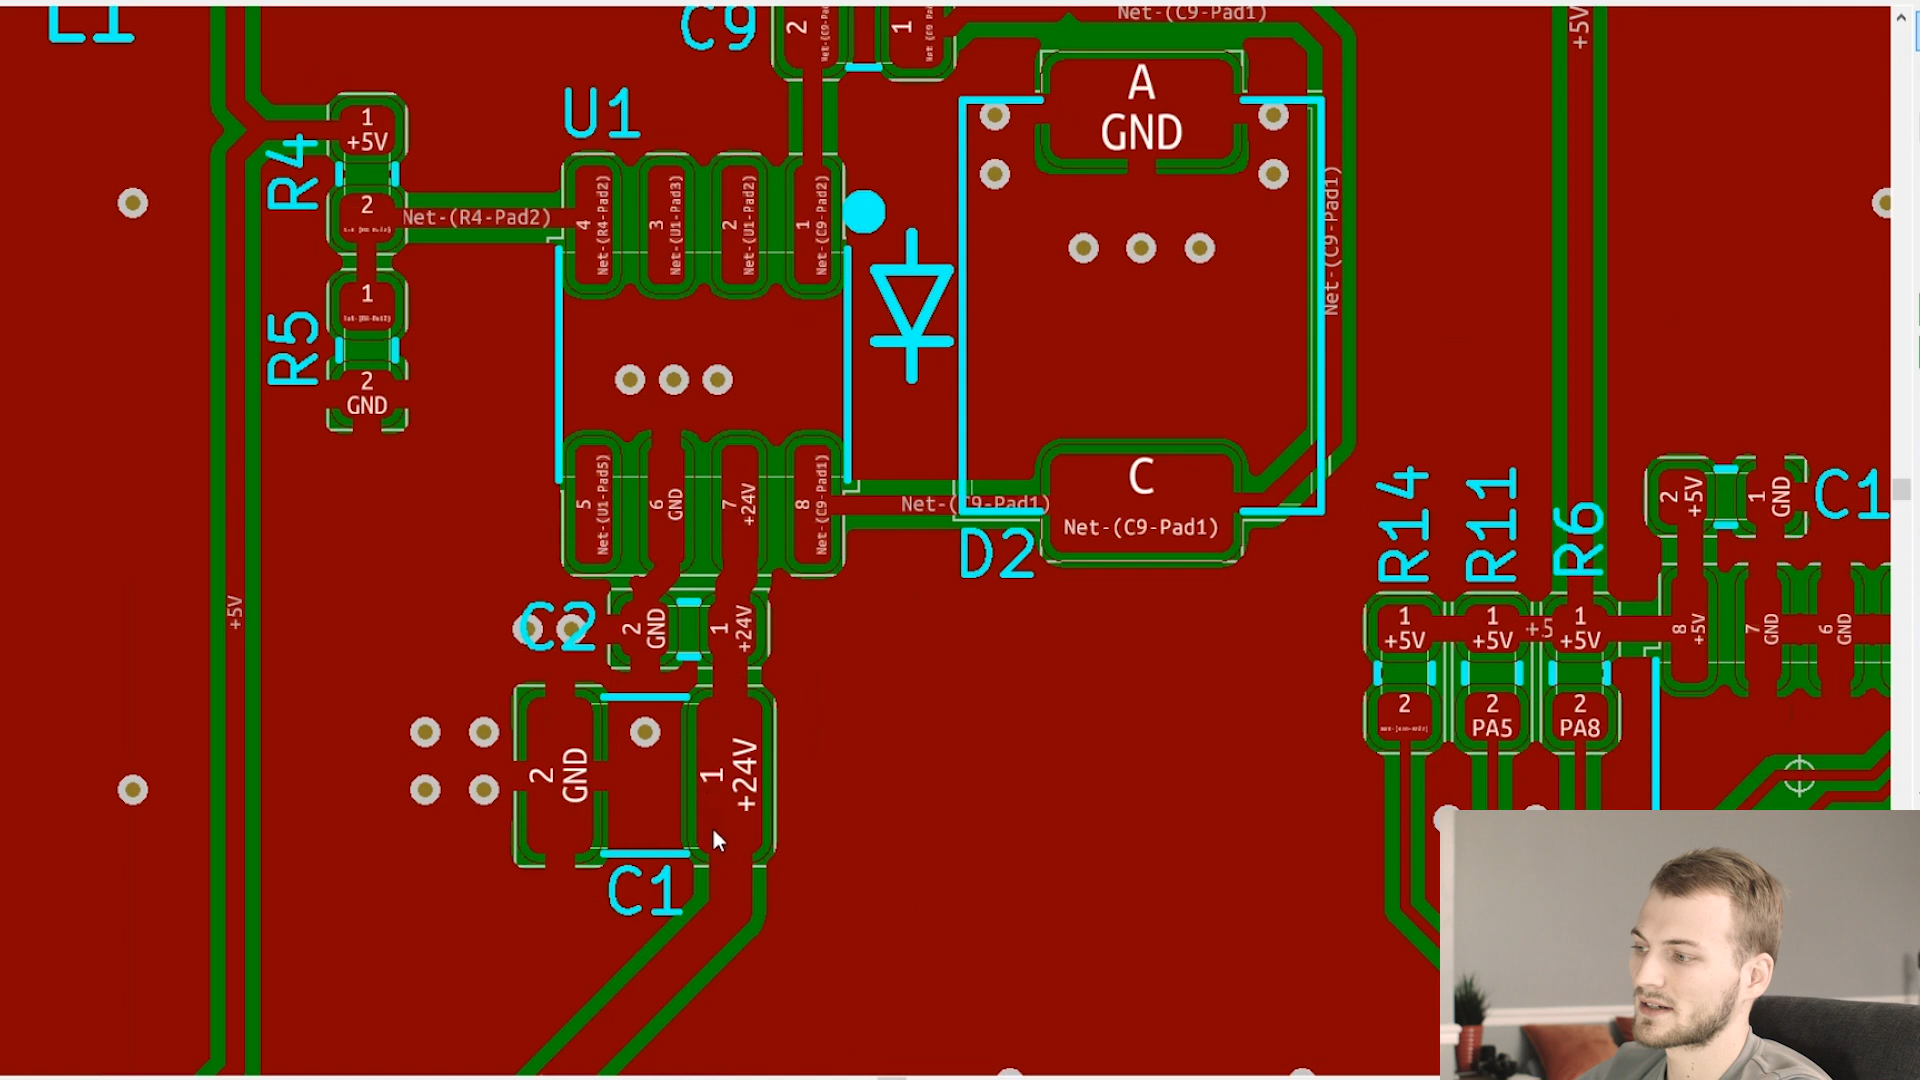 L1
C9
2
1
Net-(C9-Pad1)
+5V
U1
A
GND
1
+5V
R4
2
Net-(R4-Pad2)
4
Net-(R4-Pad2)
3
Net-(U1-Pad3)
2
Net-(U1-Pad2)
1
Net-(C9-Pad2)
Net-(C9-Pad1)
R5
1
2
GND
5
Net-(U1-Pad5)
6
GND
7
+24V
8
Net-(C9-Pad1)
Net-(C9-Pad1)
C
Net-(C9-Pad1)
D2
R14
R11
R6
2
+5V
1
GND
C1
+5V
C2
2
GND
1
+24V
1
+5V
1
+5V
+5
1
+5V
8
+5V
7
GND
6
GND
2
2
PA5
2
PA8
2
GND
1
+24V
C1